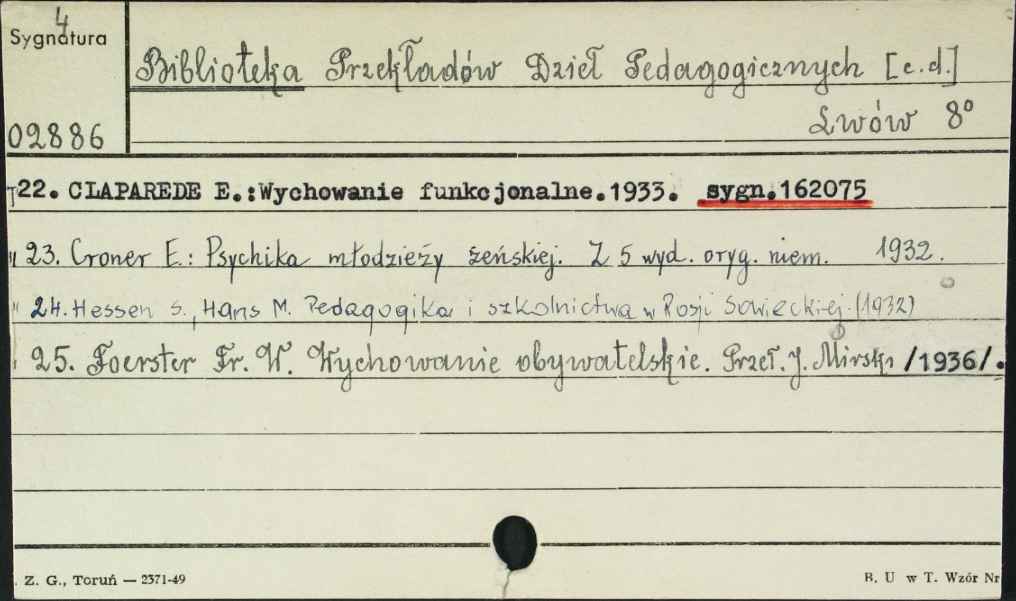 4
Sygnatura
Biblioteka Przekładów Dzieł Pedagogicznych [c.d.]
Lwów 8°
02886
T 22. CLAPAREDE E.:Wychowanie funkcjonalne.1933. sygn.162075
" 23. Croner E.: Psychika młodzieży żeńskiej. Z 5 wyd. oryg. niem. 1932.
" 24. Hessen S., Hans M. Pedagogika i szkolnictwa w Rosji Sowieckiej. (1932)
25. Foerster Fr. W. Wychowanie obywatelskie. Przeł. J. Mirski /1936/.
Z. G., Toruń — 2371-49
B. U w T. Wzór Nr